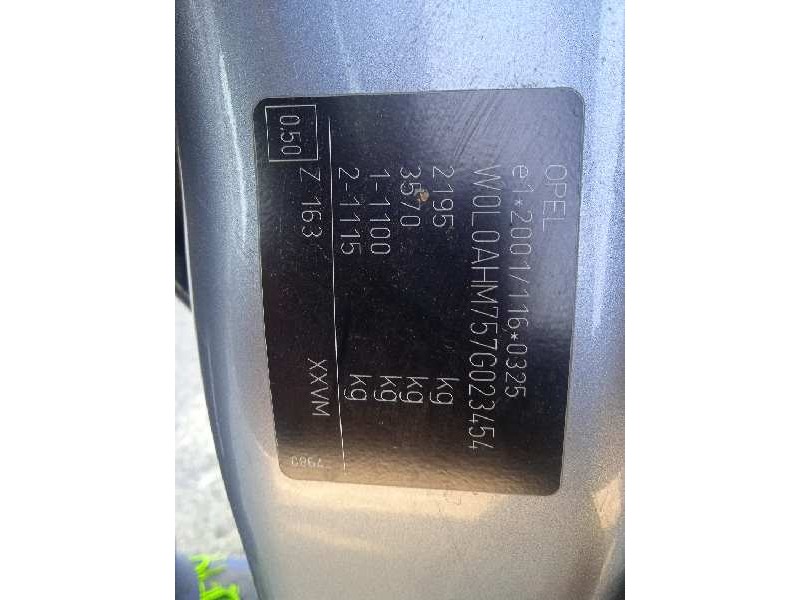 OPEL
e1*2001/116*0325
W0L0AHM757G023454
2195 kg
3570 kg
1-1100 kg
2-1115 kg
Z 163 XXVM
0.50